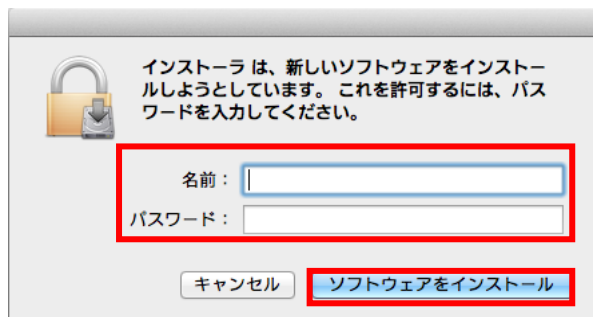 インストーラ は、新しいソフトウェアをインストー
ルしようとしています。 これを許可するには、パス
ワードを入力してください。
名前：
パスワード：
キャンセル
ソフトウェアをインストール